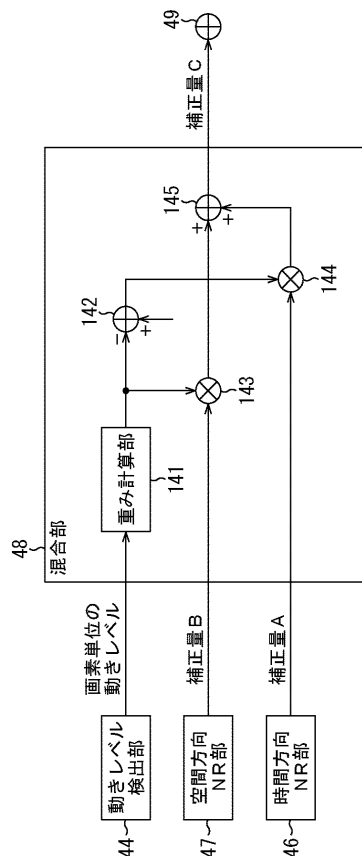 48
混合部
動きレベル
検出部
44
画素単位の
動きレベル
重み計算部
141
142
−
+
空間方向
NR部
47
補正量B
143
+
+
145
補正量C
49
時間方向
NR部
46
補正量A
144